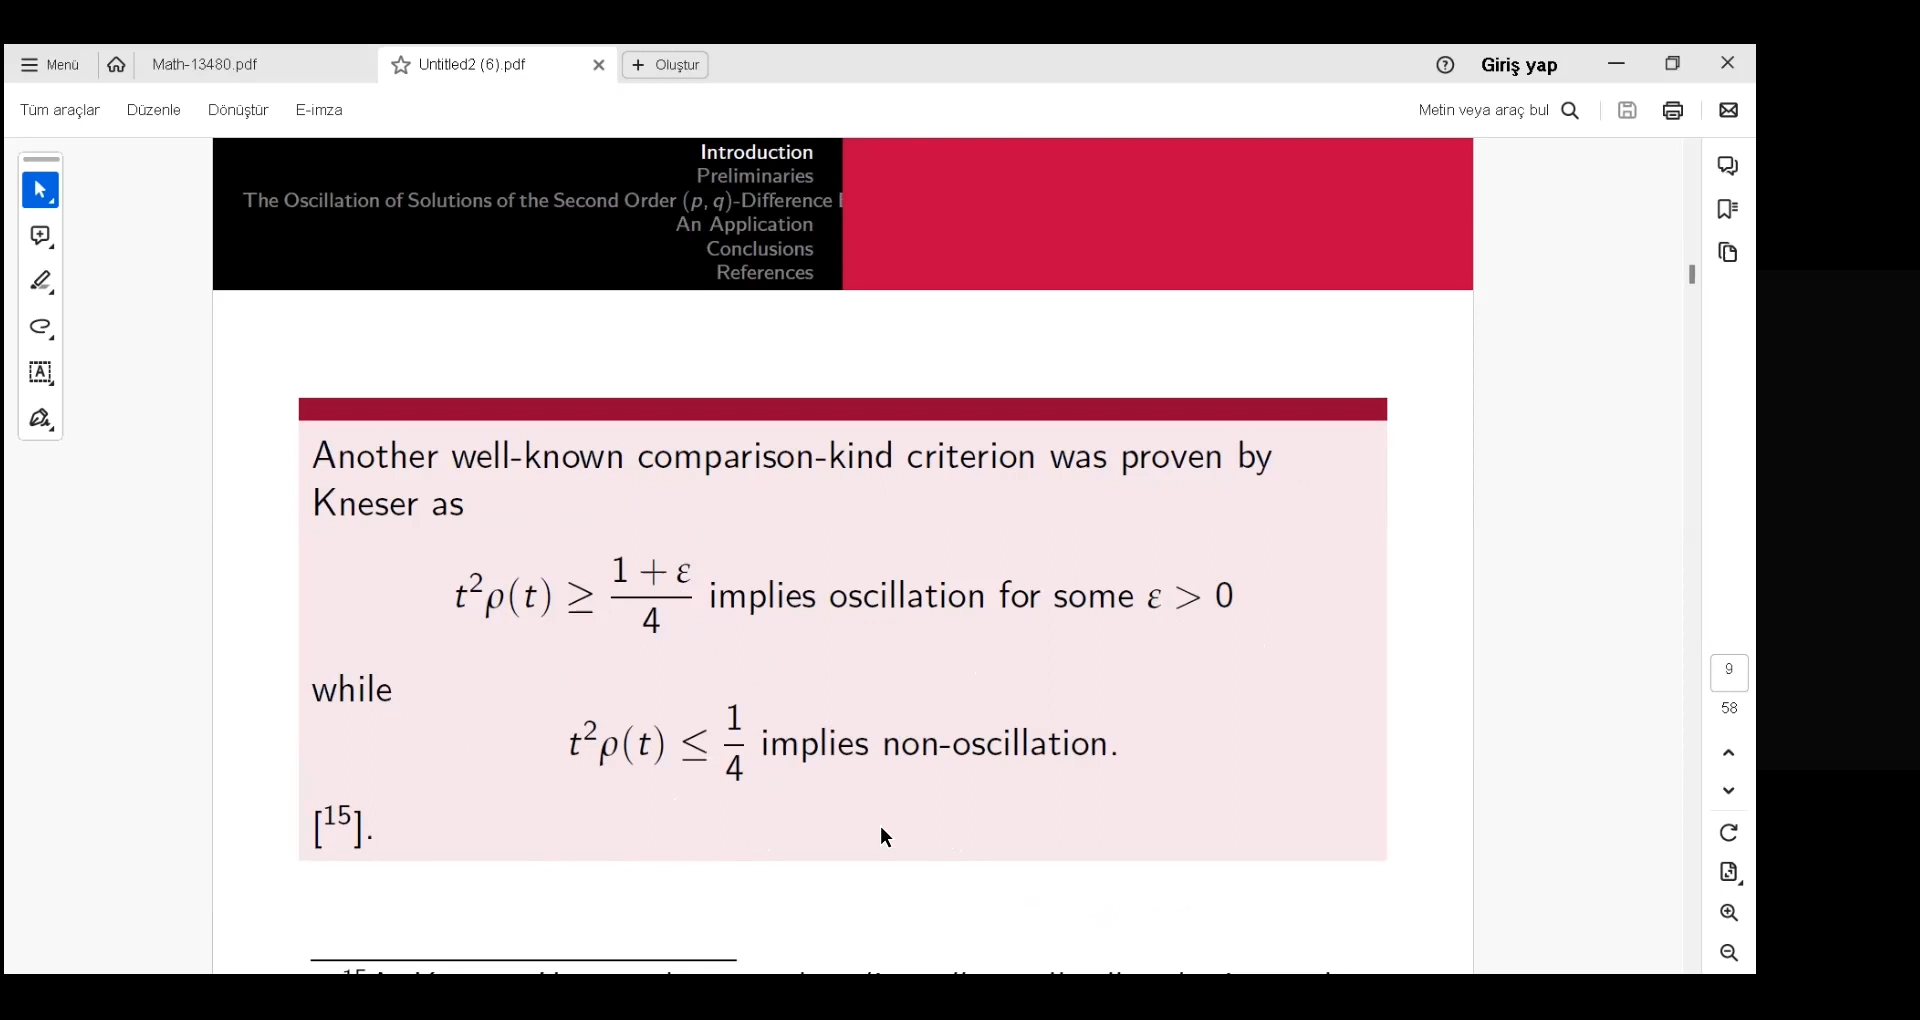 Menü
Math-13480.pdf
Untitled2 (6).pdf
+ Oluştur
Giriş yap
Tüm araçlar Düzenle Dönüştür E-imza
Metin veya araç bul
Introduction
Preliminaries
The Oscillation of Solutions of the Second Order (p, q)-Difference
An Application
Conclusions
References
Another well-known comparison-kind criterion was proven by
Kneser as
t²ρ(t) ≥ (1 + ε)/4 implies oscillation for some ε > 0
while
t²ρ(t) ≤ 1/4 implies non-oscillation.
[¹⁵].
9
58